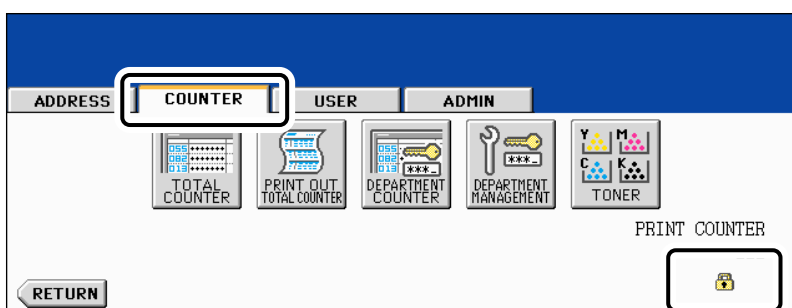 ADDRESS COUNTER USER ADMIN
055
082
013
TOTAL
COUNTER
PRINT OUT
TOTAL COUNTER
055
082
013 ***_
DEPARTMENT
COUNTER
***_
DEPARTMENT
MANAGEMENT
Y M
C K
TONER
PRINT COUNTER
RETURN